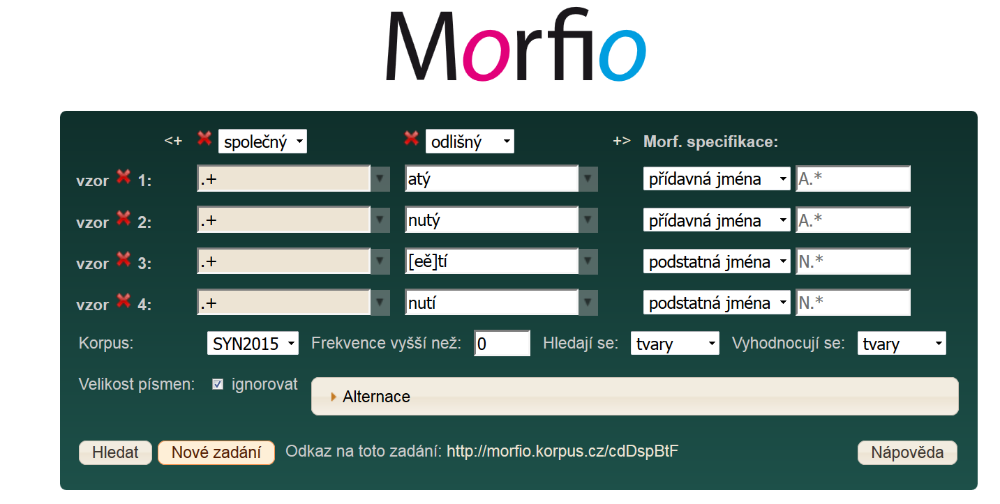 Morfio
<+ společný odlišný +> Morf. specifikace:
vzor 1: .+ atý přídavná jména A.*
vzor 2: .+ nutý přídavná jména A.*
vzor 3: .+ [eě]tí podstatná jména N.*
vzor 4: .+ nutí podstatná jména N.*
Korpus: SYN2015 Frekvence vyšší než: 0 Hledají se: tvary Vyhodnocují se: tvary
Velikost písmen: ignorovat Alternace
Hledat Nové zadání Odkaz na toto zadání: http://morfio.korpus.cz/cdDspBtF Nápověda